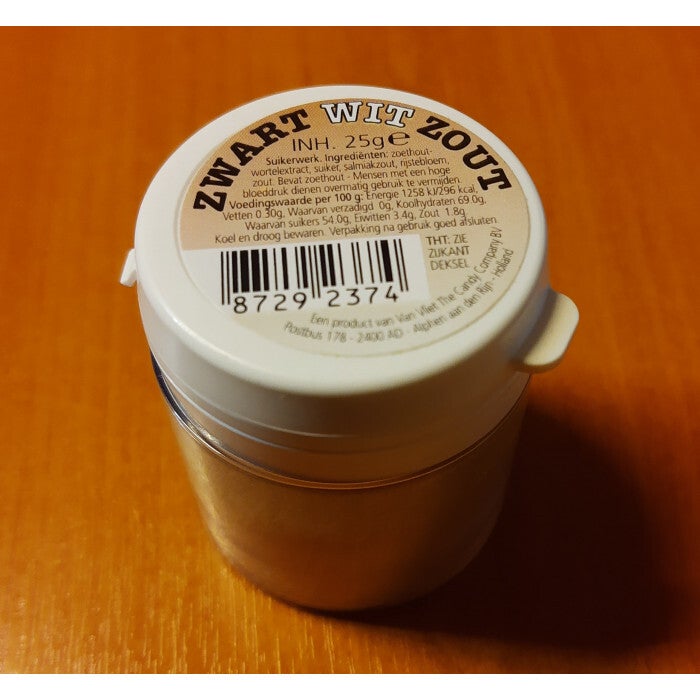 ZWART WIT ZOUT
INH. 25g℮
Suikerwerk. Ingrediënten: zoethout-
wortelextract, suiker, salmiakzout, rijstebloem,
zout. Bevat zoethout - Mensen met een hoge
bloeddruk dienen overmatig gebruik te vermijden.
Voedingswaarde per 100 g: Energie 1258 kJ/296 kcal,
Vetten 0.30g, Waarvan verzadigd 0g, Koolhydraten 69.0g,
Waarvan suikers 54.0g, Eiwitten 3.4g, Zout 1.8g
Koel en droog bewaren. Verpakking na gebruik goed afsluiten.
THT: ZIE
ZIJKANT
DEKSEL
8729 2374
Een product van Van Vliet The Candy Company BV
Postbus 178 - 2400 AD - Alphen aan den Rijn - Holland